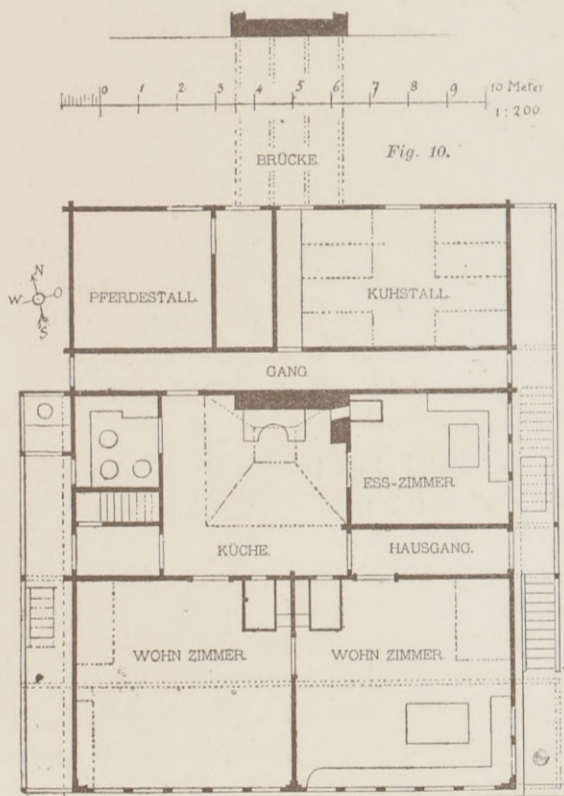 0 1 2 3 4 5 6 7 8 9 10 Meter
1:200
Fig. 10.
BRÜCKE.
N
W O
S
PFERDESTALL.
KUHSTALL.
GANG.
ESS-ZIMMER
KÜCHE.
HAUSGANG.
WOHN ZIMMER.
WOHN ZIMMER.